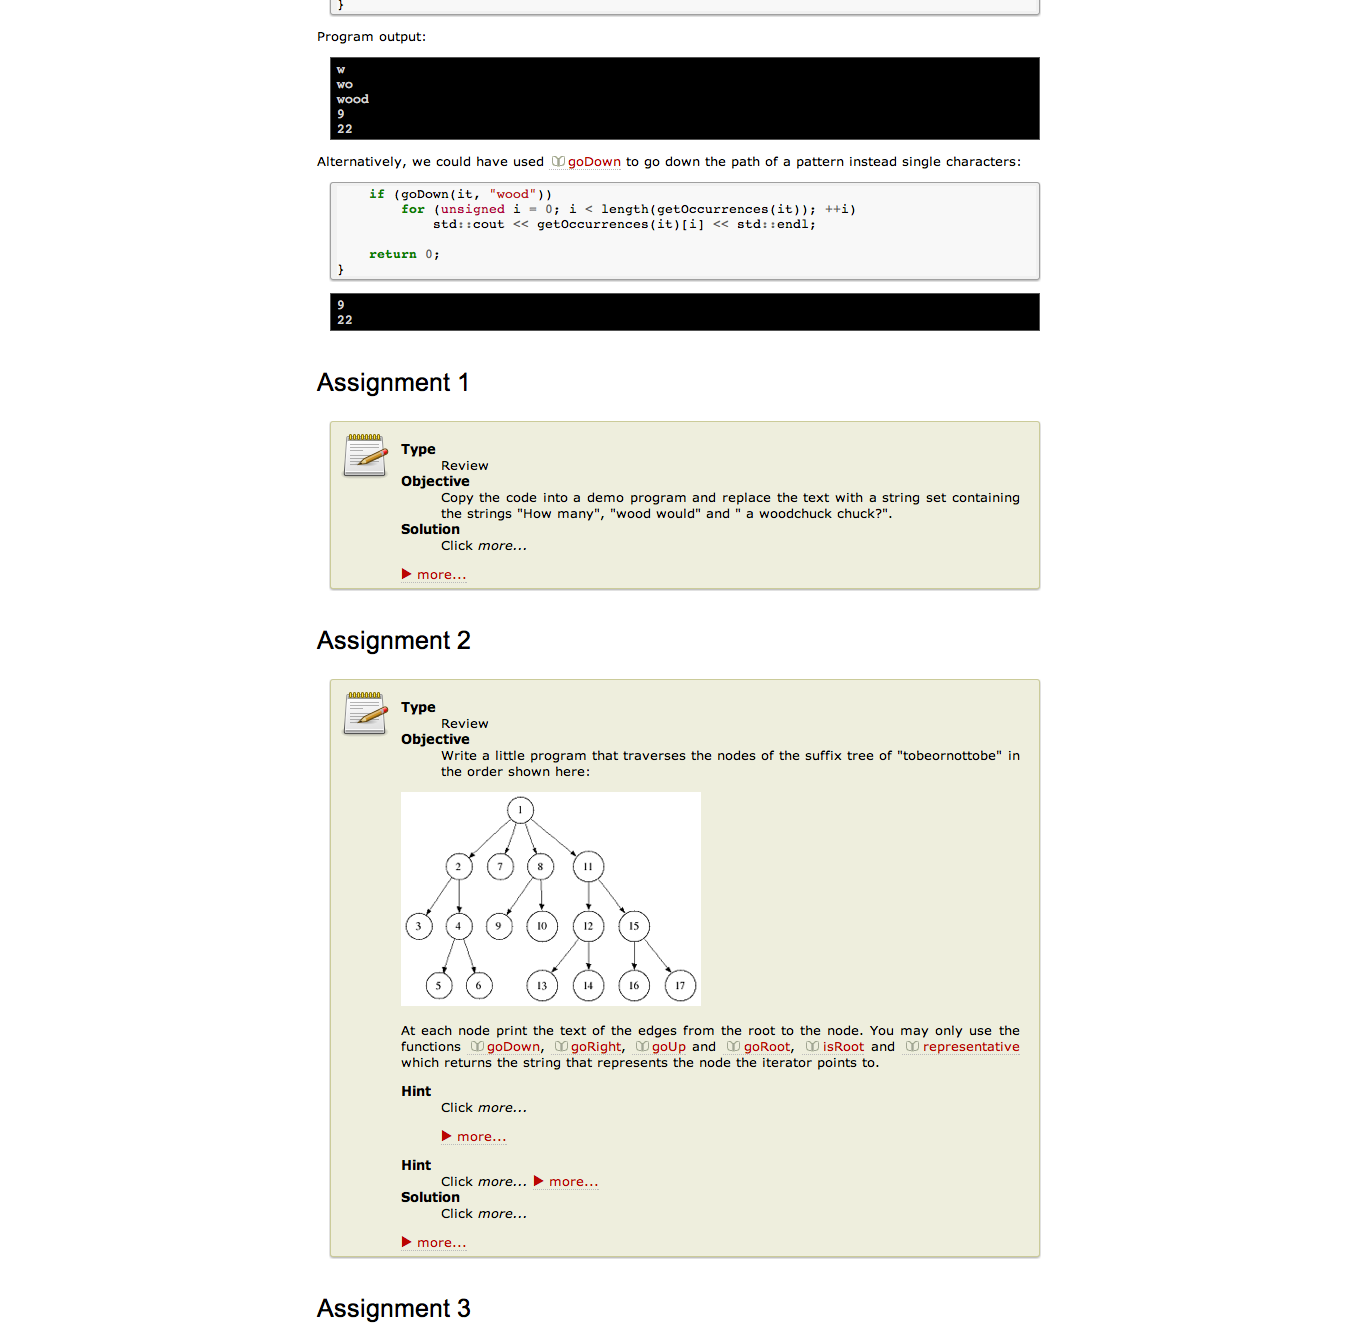 }
Program output:
w
wo
wood
9
22
Alternatively, we could have used goDown to go down the path of a pattern instead single characters:
if (goDown(it, "wood"))
for (unsigned i = 0; i < length(getOccurrences(it)); ++i)
std::cout << getOccurrences(it)[i] << std::endl;
return 0;
}
9
22
Assignment 1
Type
Review
Objective
Copy the code into a demo program and replace the text with a string set containing
the strings "How many", "wood would" and " a woodchuck chuck?".
Solution
Click more...
more...
Assignment 2
Type
Review
Objective
Write a little program that traverses the nodes of the suffix tree of "tobeornottobe" in
the order shown here:
1
2 7 8 11
3 4 9 10 12 15
5 6 13 14 16 17
At each node print the text of the edges from the root to the node. You may only use the
functions goDown, goRight, goUp and goRoot, isRoot and representative
which returns the string that represents the node the iterator points to.
Hint
Click more...
more...
Hint
Click more... more...
Solution
Click more...
more...
Assignment 3